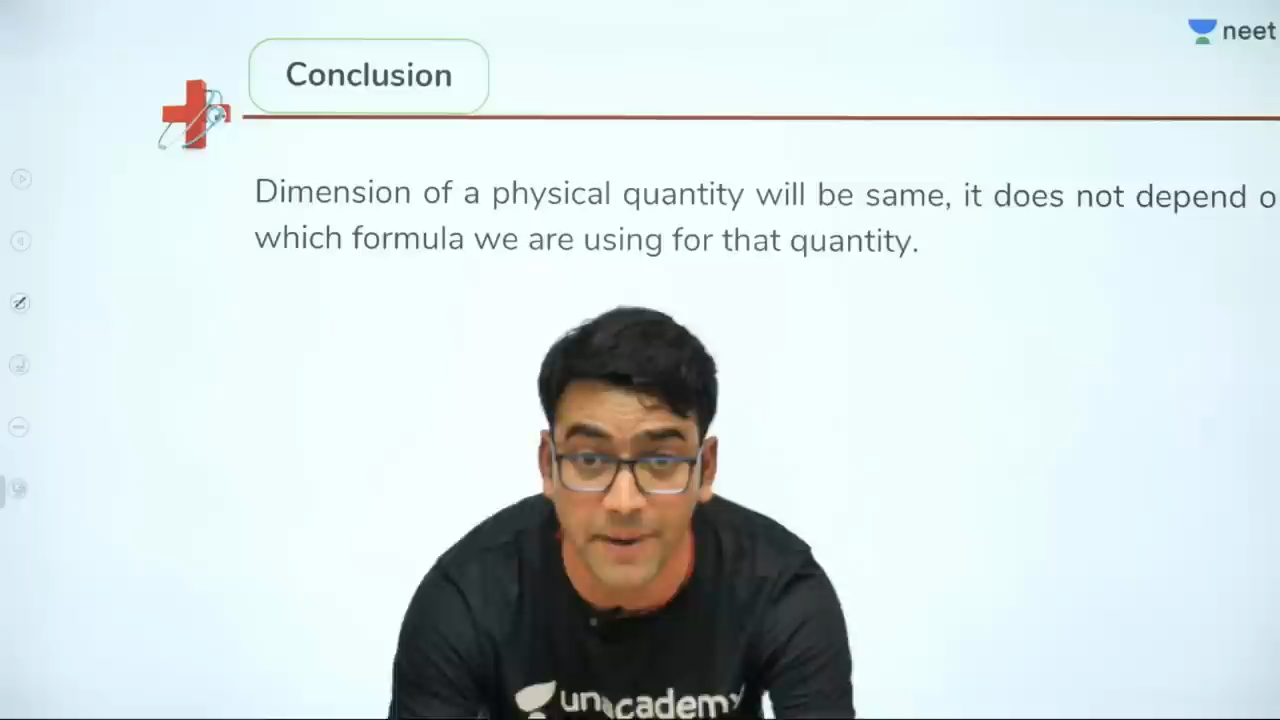 neet
Conclusion
Dimension of a physical quantity will be same, it does not depend o
which formula we are using for that quantity.
unacademy